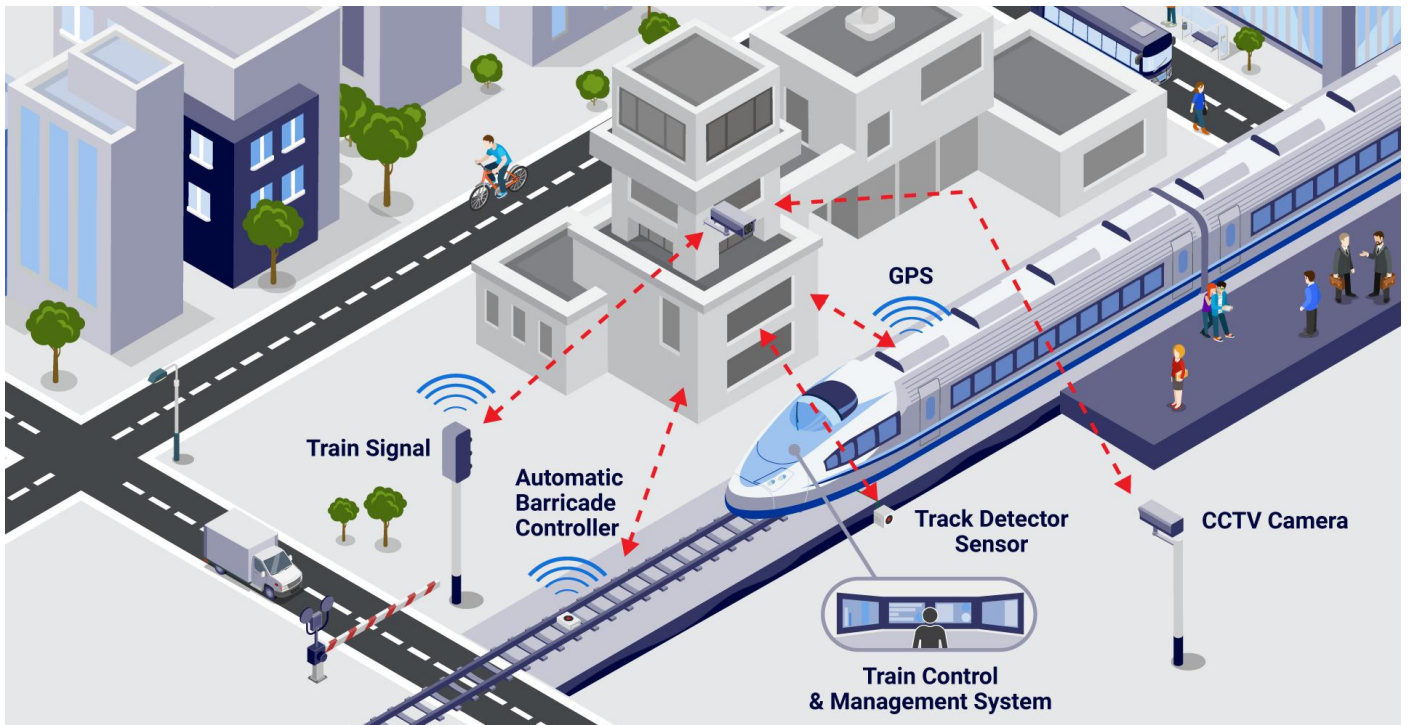 GPS
Train Signal
Automatic
Barricade
Controller
Track Detector
Sensor
CCTV Camera
Train Control
& Management System